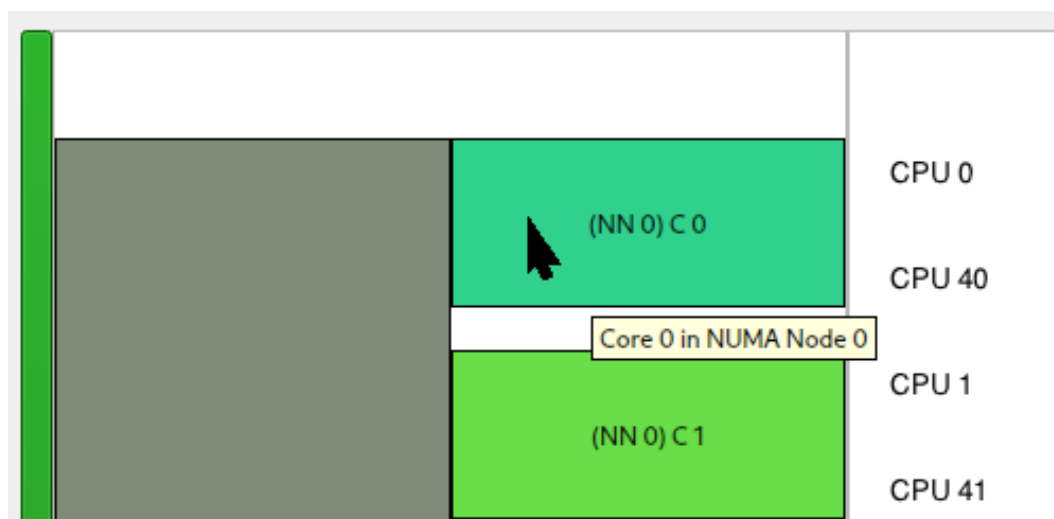 CPU 0
(NN 0) C 0
CPU 40
Core 0 in NUMA Node 0
CPU 1
(NN 0) C 1
CPU 41